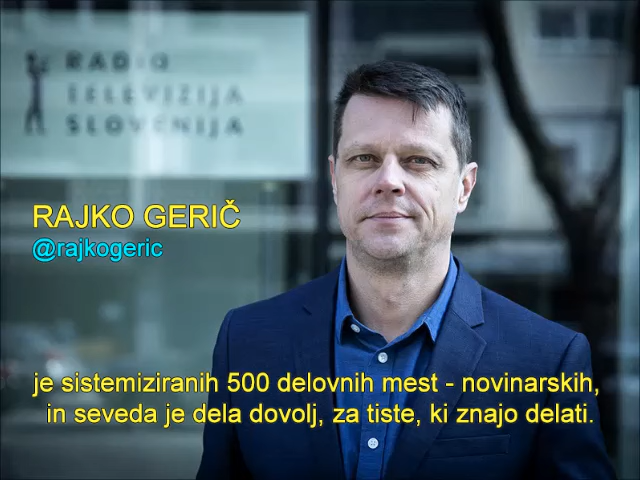 RADIO
TELEVIZIJA
SLOVENIJA
RAJKO GERIČ
@rajkogeric
je sistemiziranih 500 delovnih mest - novinarskih,
in seveda je dela dovolj, za tiste, ki znajo delati.